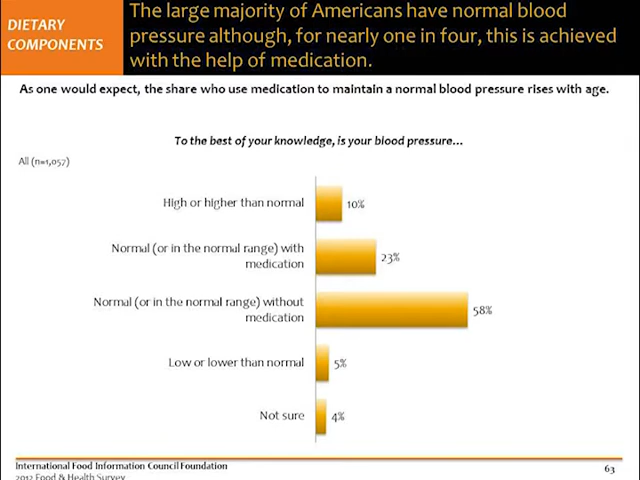 DIETARY
COMPONENTS
The large majority of Americans have normal blood
pressure although, for nearly one in four, this is achieved
with the help of medication.
As one would expect, the share who use medication to maintain a normal blood pressure rises with age.
To the best of your knowledge, is your blood pressure...
All (n=1,057)
High or higher than normal 10%
Normal (or in the normal range) with
medication 23%
Normal (or in the normal range) without
medication 58%
Low or lower than normal 5%
Not sure 4%
International Food Information Council Foundation
2012 Food & Health Survey
63